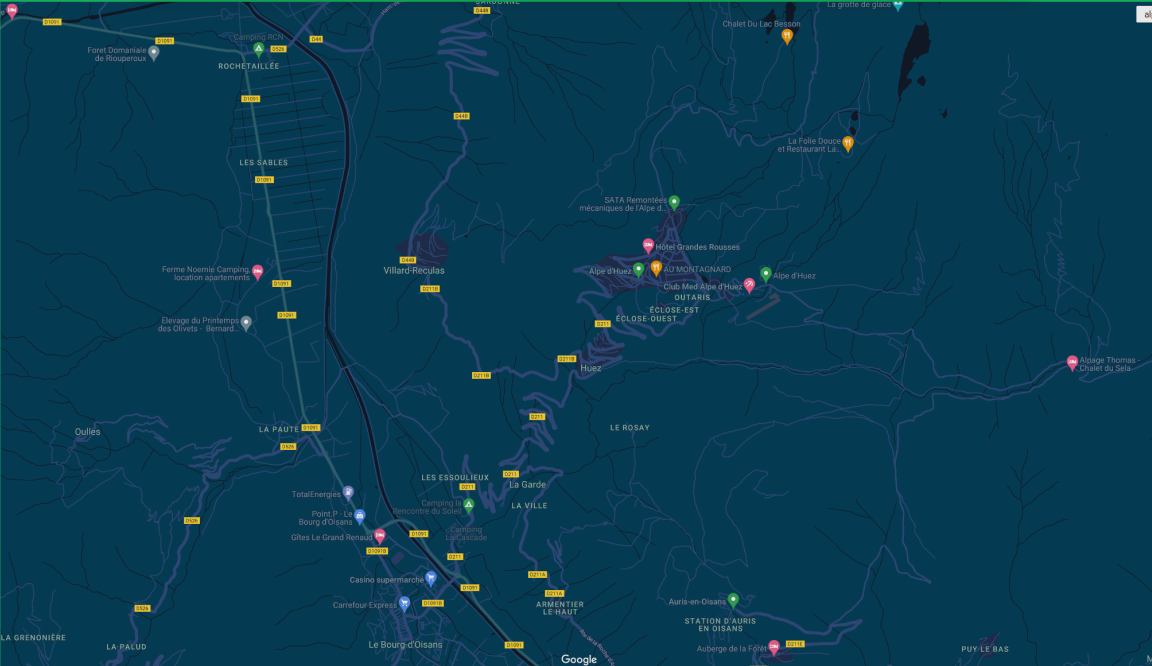 D1091
SARDONNE
D44B
La grotte de glace
Chalet Du Lac Besson
D1091
Foret Domaniale
de Rioupéroux
Camping RCN
D526
D44
ROCHETAILLÉE
D1091
D44B
LES SABLES
D1091
La Folie Douce
et Restaurant La...
SATA Remontées
mécaniques de l'Alpe d...
Hôtel Grandes Rousses
D44B
Villard-Reculas
Ferme Noemie Camping,
location apartements
D1091
D211B
Alpe d'Huez
AU MONTAGNARD
Alpe d'Huez
Club Med Alpe d'Huez
OUTARIS
ÉCLOSE-EST
ÉCLOSE-OUEST
D1091
Elevage du Printemps
des Olivets - Bernard...
D211
D211B
Huez
D211B
Alpage Thomas -
Chalet du Sela...
D211
Oulles
LA PAUTE
D1091
D526
LE ROSAY
LES ESSOULIEUX
D211
D211
La Garde
TotalEnergies
Camping la
Rencontre du Soleil
LA VILLE
Point.P - Le
Bourg d'Oisans
D526
Gîtes Le Grand Renaud
D1091
Camping
La Cascade
D1091B
D211
Casino supermarché
D1091
D211A
D211A
Carrefour Express
D1091B
ARMENTIER
LE HAUT
D526
Auris-en-Oisans
STATION D'AURIS
EN OISANS
LA GRENONIÈRE
LA PALUD
Le Bourg-d'Oisans
D1091
Auberge de la Forêt
D211E
PUY LE BAS
Google